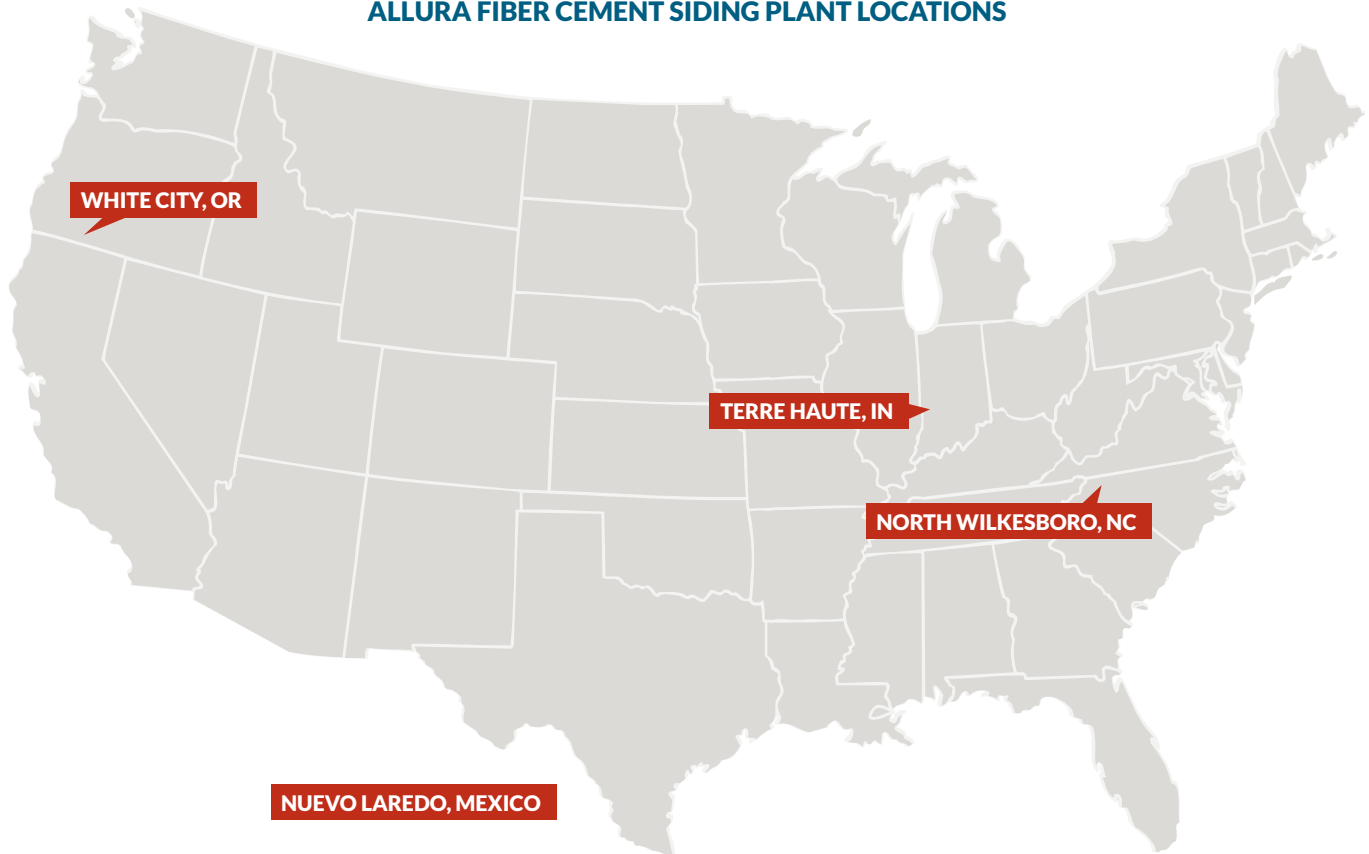 ALLURA FIBER CEMENT SIDING PLANT LOCATIONS
WHITE CITY, OR
TERRE HAUTE, IN
NORTH WILKESBORO, NC
NUEVO LAREDO, MEXICO